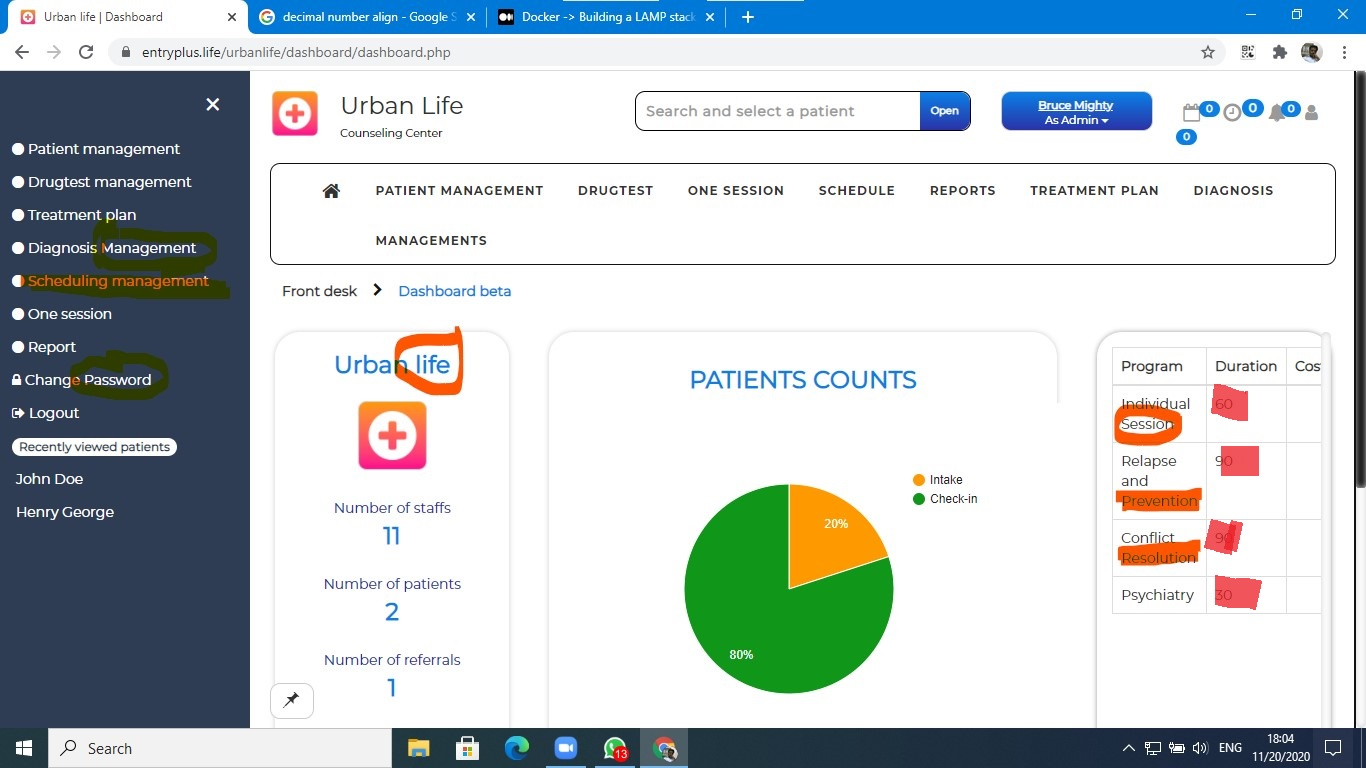 Urban life | Dashboard
decimal number align - Google S
Docker -> Building a LAMP stack
entryplus.life/urbanlife/dashboard/dashboard.php
Patient management
Drugtest management
Treatment plan
Diagnosis Management
Scheduling management
One session
Report
Change Password
Logout
Recently viewed patients
John Doe
Henry George
Urban Life
Counseling Center
Search and select a patient
Open
Bruce Mighty
As Admin
0
0
0
0
PATIENT MANAGEMENT
DRUGTEST
ONE SESSION
SCHEDULE
REPORTS
TREATMENT PLAN
DIAGNOSIS
MANAGEMENTS
Front desk
Dashboard beta
Urban life
Number of staffs
11
Number of patients
2
Number of referrals
1
PATIENTS COUNTS
Intake
Check-in
20%
80%
Program Duration Cos
Individual 60
Session
Relapse 90
and
Prevention
Conflict 90
Resolution
Psychiatry 30
Search
13
ENG
18:04
11/20/2020